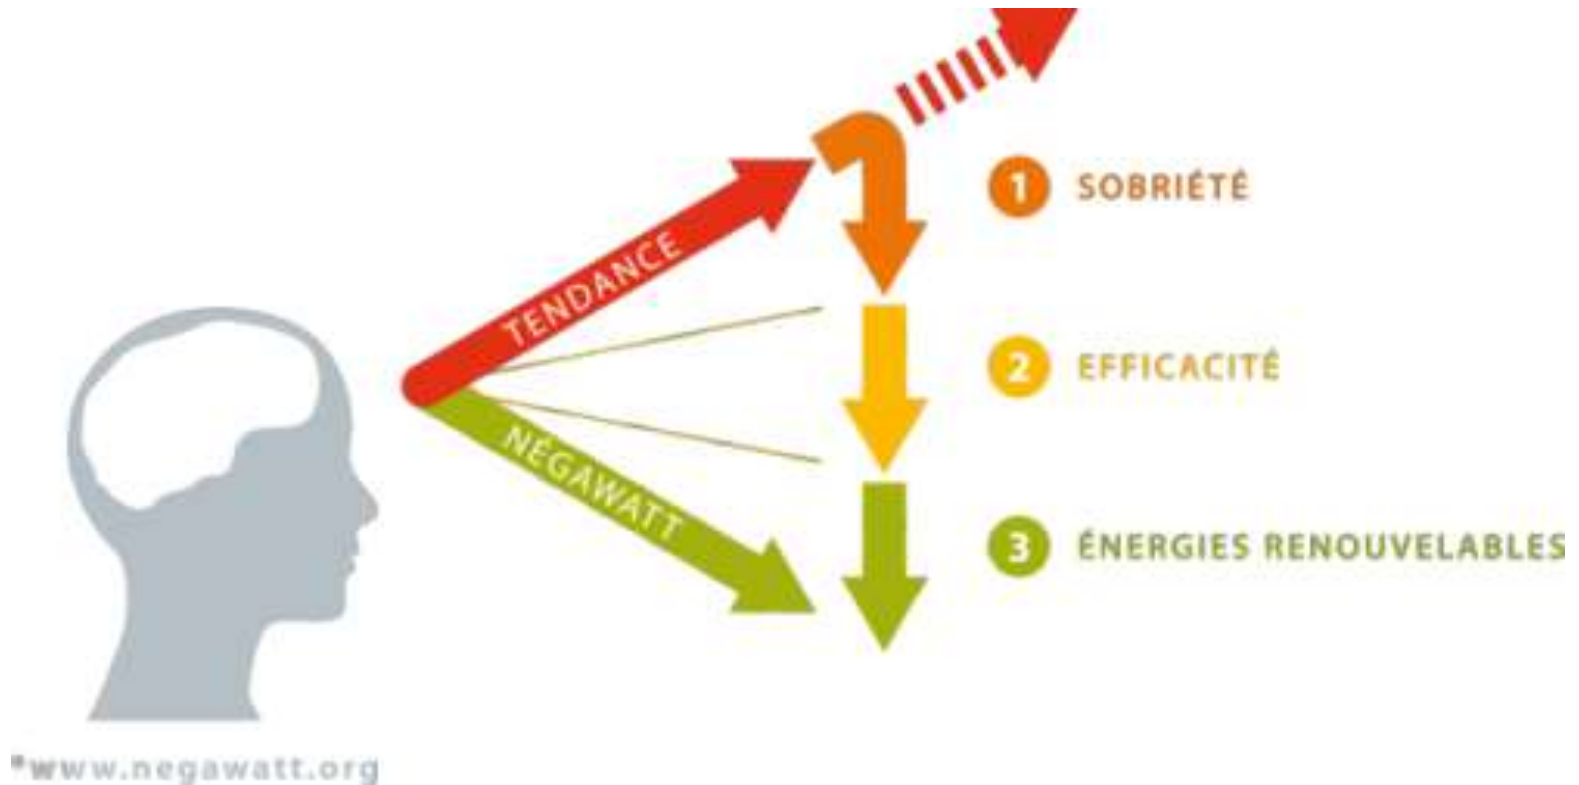 TENDANCE
NÉGAWATT
1 SOBRIÉTÉ
2 EFFICACITÉ
3 ÉNERGIES RENOUVELABLES
*www.negawatt.org